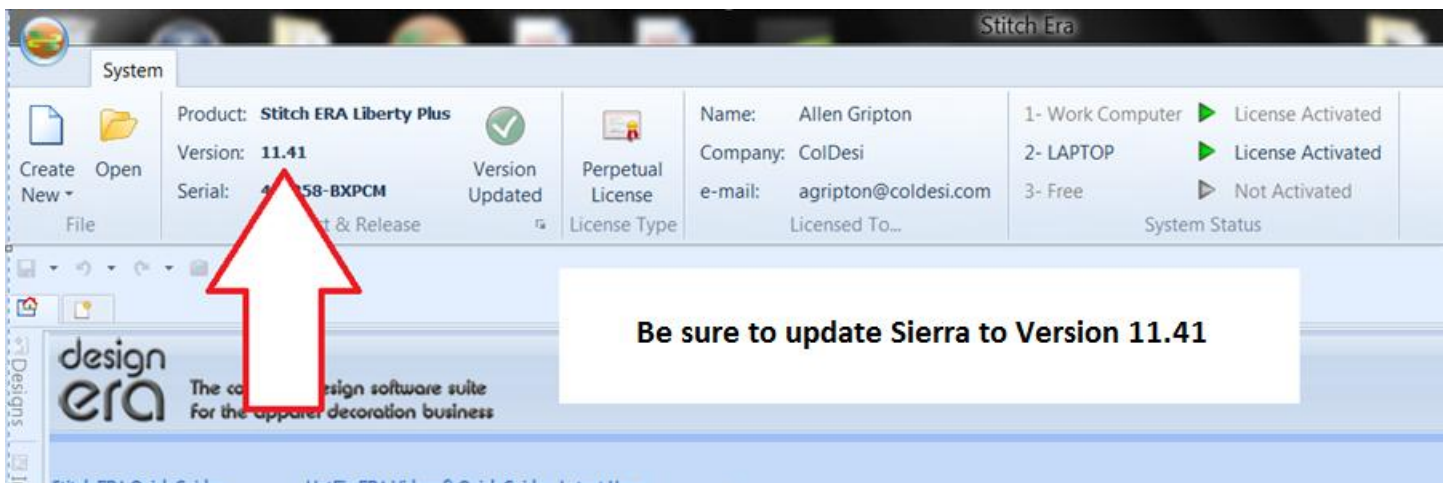 Stitch Era
System
Create New
Open
File
Product: Stitch ERA Liberty Plus
Version: 11.41
Serial: 58-BXPCM
Version Updated
& Release
Perpetual License
License Type
Name: Allen Gripton
Company: ColDesi
e-mail: agripton@coldesi.com
Licensed To...
1- Work Computer License Activated
2- LAPTOP License Activated
3- Free Not Activated
System Status
Be sure to update Sierra to Version 11.41
Designs
design
era
The design software suite
For the apparel decoration business